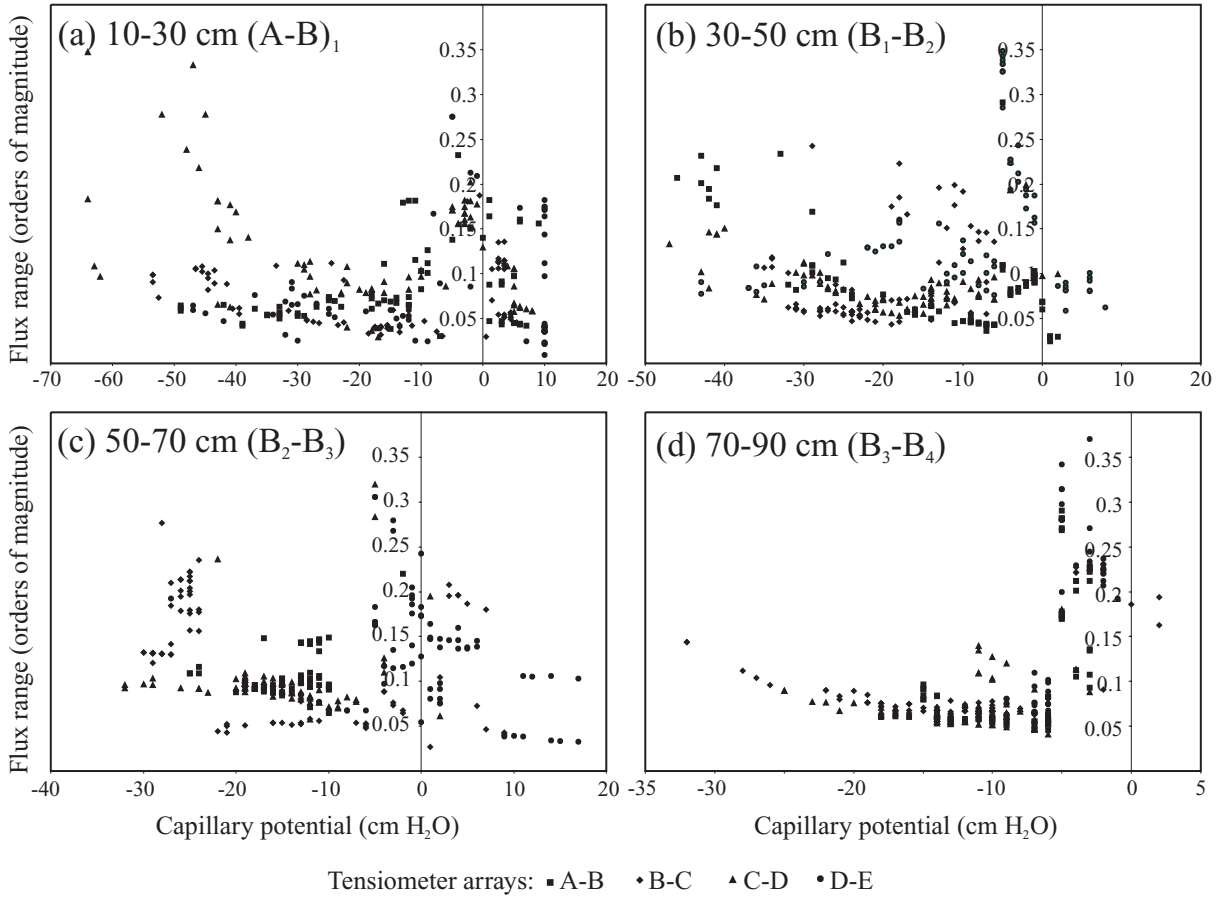 (a) 10-30 cm (A-B)₁
(b) 30-50 cm (B₁-B₂)
Flux range (orders of magnitude)
0.35
0.3
0.25
0.2
0.15
0.1
0.05
-70 -60 -50 -40 -30 -20 -10 0 10 20
0.35
0.3
0.25
0.2
0.15
0.1
0.05
-50 -40 -30 -20 -10 0 10 20
(c) 50-70 cm (B₂-B₃)
(d) 70-90 cm (B₃-B₄)
Flux range (orders of magnitude)
0.35
0.3
0.25
0.2
0.15
0.1
0.05
-40 -30 -20 -10 0 10 20
0.35
0.3
0.2
0.15
0.1
0.05
-35 -30 -20 -10 0 5
Capillary potential (cm H₂O)
Capillary potential (cm H₂O)
Tensiometer arrays: A-B B-C C-D D-E